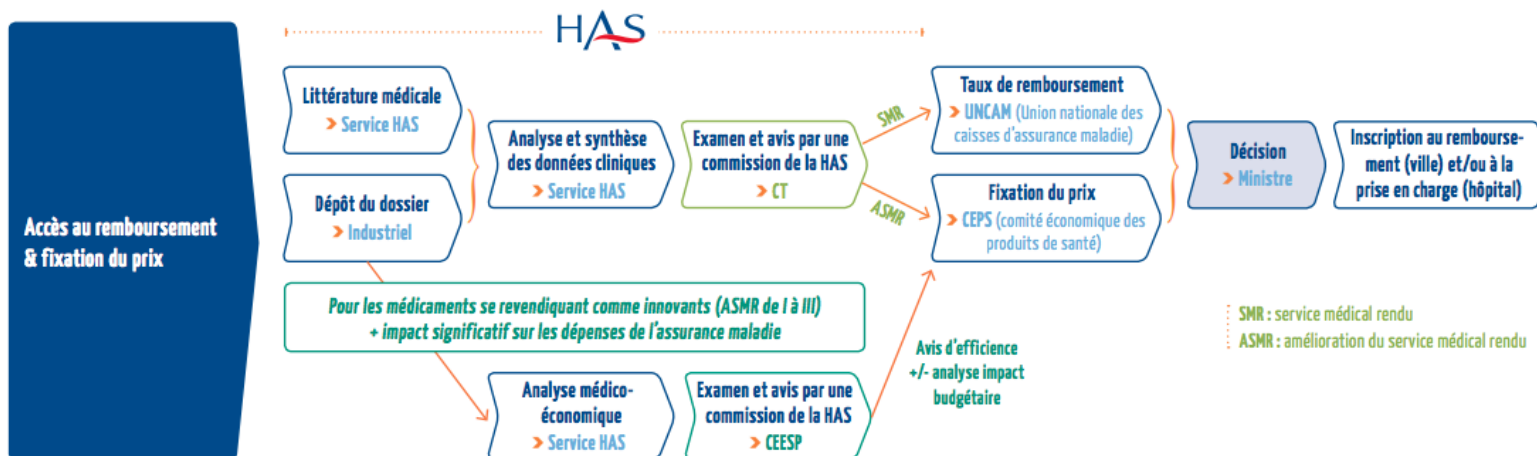 HAS
Accès au remboursement
& fixation du prix
Littérature médicale
> Service HAS
Dépôt du dossier
> Industriel
Analyse et synthèse
des données cliniques
> Service HAS
Examen et avis par une
commission de la HAS
> CT
SMR
ASMR
Taux de remboursement
> UNCAM (Union nationale des
caisses d'assurance maladie)
Fixation du prix
> CEPS (comité économique des
produits de santé)
Décision
> Ministre
Inscription au rembourse-
ment (ville) et/ou à la
prise en charge (hôpital)
Pour les médicaments se revendiquant comme innovants (ASMR de I à III)
+ impact significatif sur les dépenses de l'assurance maladie
Analyse médico-
économique
> Service HAS
Examen et avis par une
commission de la HAS
> CEESP
Avis d'efficience
+/- analyse impact
budgétaire
SMR : service médical rendu
ASMR : amélioration du service médical rendu